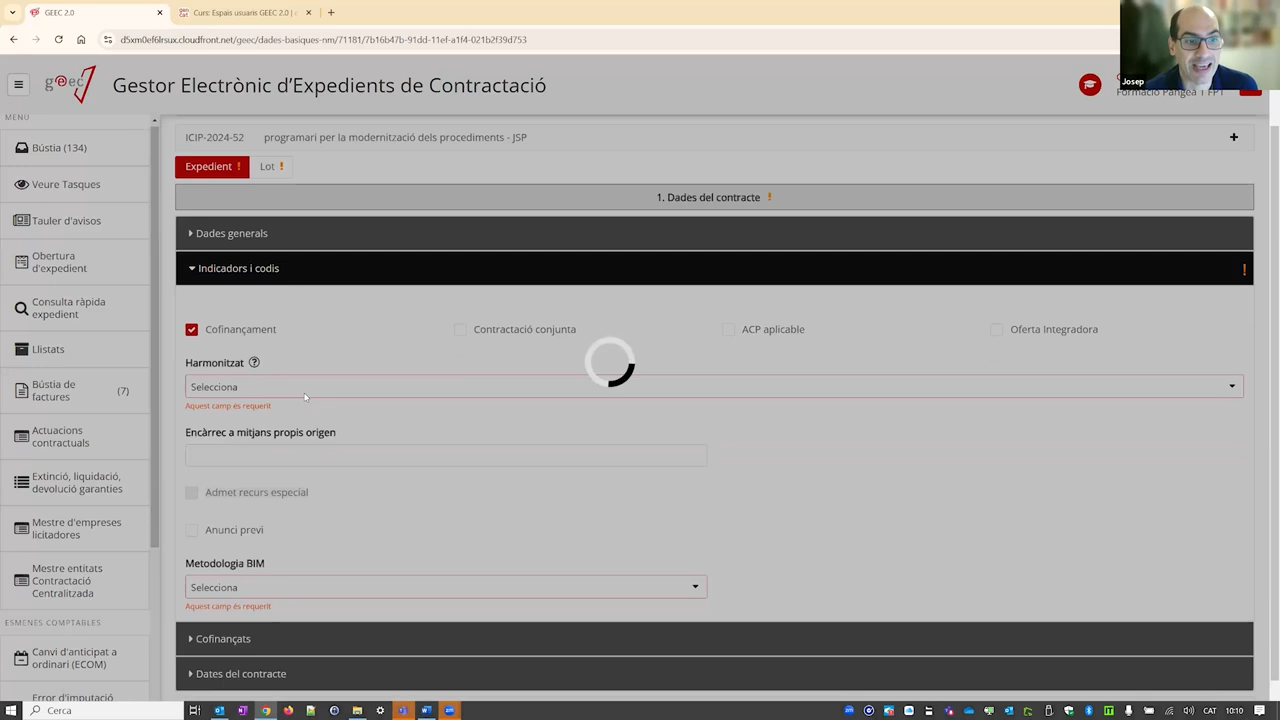 GEEC 2.0
Curs: Espais usuaris GEEC 2.0 | c
d5xm0ef6lrsux.cloudfront.net/geec/dades-basiques-nm/71181/7b16b47b-91dd-11ef-a1f4-021b2f39d753
Josep
geec
Gestor Electrònic d'Expedients de Contractació
Formació Pangea 1 FP1
MENÚ
Bústia (134)
Veure Tasques
Tauler d'avisos
Obertura
d'expedient
Consulta ràpida
expedient
Llistats
Bústia de
factures
(7)
Actuacions
contractuals
Extinció, liquidació,
devolució garanties
Mestre d'empreses
licitadores
Mestre entitats
Contractació
Centralitzada
ESMENES COMPTABLES
Canvi d'anticipat a
ordinari (ECOM)
Error d'imputació
ICIP-2024-52 programari per la modernització dels procediments - JSP
Expedient ! Lot !
1. Dades del contracte !
Dades generals
Indicadors i codis !
Cofinançament Contractació conjunta ACP aplicable Oferta Integradora
Harmonitzat ?
Selecciona
Aquest camp és requerit
Encàrrec a mitjans propis origen
Admet recurs especial
Anunci previ
Metodologia BIM
Selecciona
Aquest camp és requerit
Cofinançats
Dates del contracte
Cerca
CAT 10:10